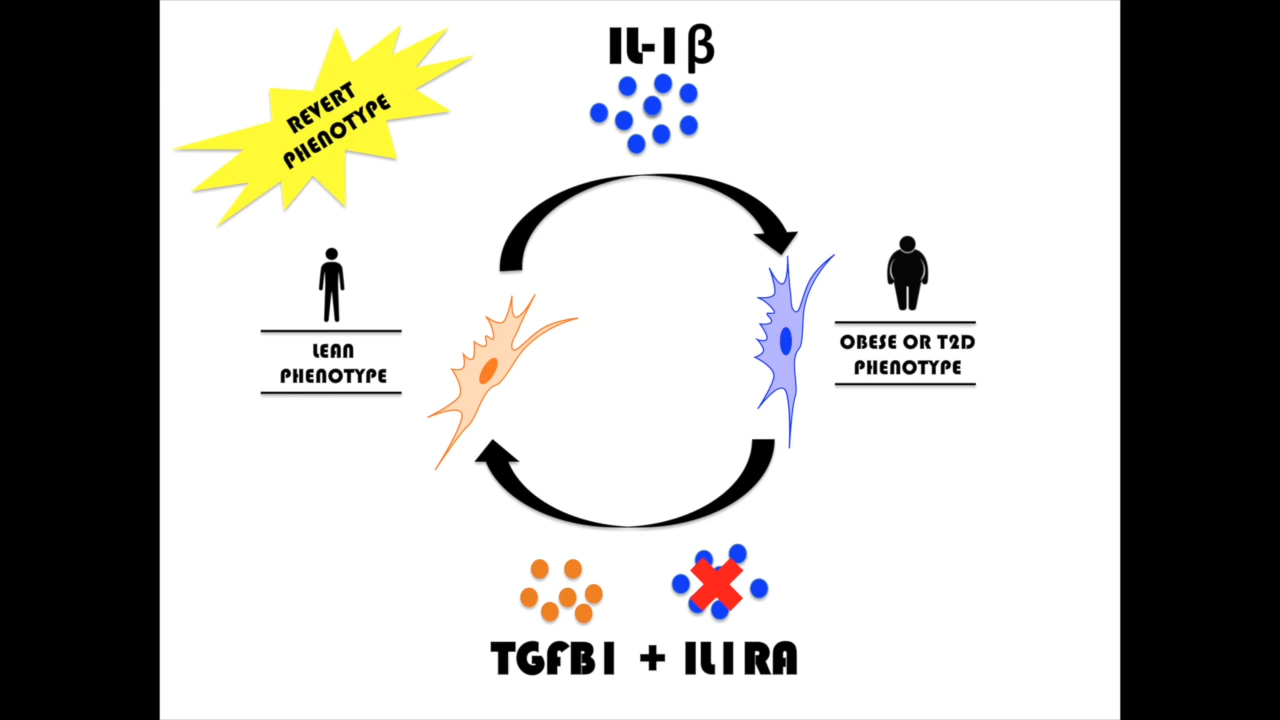 IL-1β
REVERT
PHENOTYPE
LEAN
PHENOTYPE
OBESE OR T2D
PHENOTYPE
TGFB1 + IL1RA